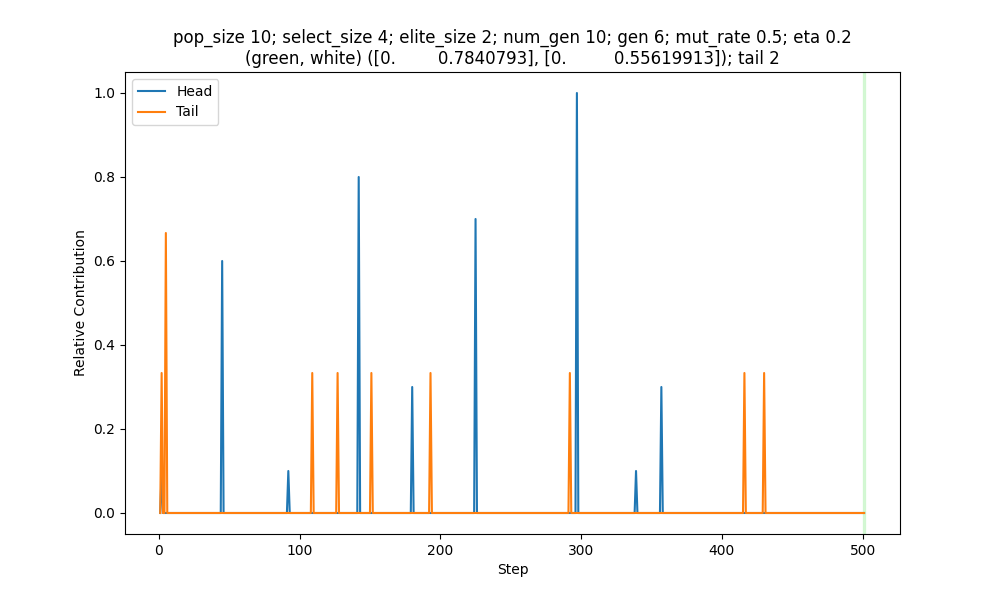 pop_size 10; select_size 4; elite_size 2; num_gen 10; gen 6; mut_rate 0.5; eta 0.2
(green, white) ([0. 0.7840793], [0. 0.55619913]); tail 2
Head
Tail
1.0
0.8
0.6
0.4
0.2
0.0
Relative Contribution
0 100 200 300 400 500
Step